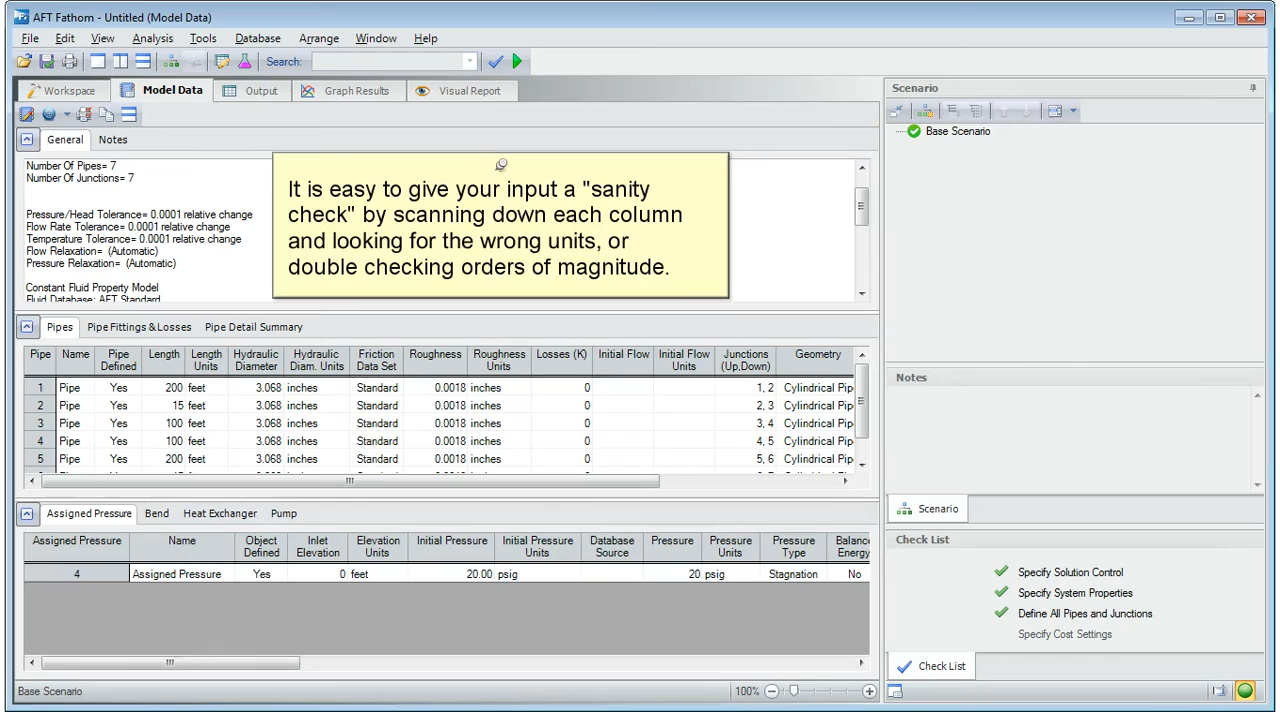 AFT Fathom - Untitled (Model Data)
File Edit View Analysis Tools Database Arrange Window Help
Search:
Workspace Model Data Output Graph Results Visual Report
General Notes
Number Of Pipes= 7
Number Of Junctions= 7
Pressure/Head Tolerance= 0.0001 relative change
Flow Rate Tolerance= 0.0001 relative change
Temperature Tolerance= 0.0001 relative change
Flow Relaxation= (Automatic)
Pressure Relaxation= (Automatic)
Constant Fluid Property Model
Fluid Database: AFT Standard
It is easy to give your input a "sanity
check" by scanning down each column
and looking for the wrong units, or
double checking orders of magnitude.
Pipes Pipe Fittings & Losses Pipe Detail Summary
Pipe Name Pipe Defined Length Length Units Hydraulic Diameter Hydraulic Diam. Units Friction Data Set Roughness Roughness Units Losses (K) Initial Flow Initial Flow Units Junctions (Up,Down) Geometry
1 Pipe Yes 200 feet 3.068 inches Standard 0.0018 inches 0 1, 2 Cylindrical Pip
2 Pipe Yes 15 feet 3.068 inches Standard 0.0018 inches 0 2, 3 Cylindrical Pip
3 Pipe Yes 100 feet 3.068 inches Standard 0.0018 inches 0 3, 4 Cylindrical Pip
4 Pipe Yes 100 feet 3.068 inches Standard 0.0018 inches 0 4, 5 Cylindrical Pip
5 Pipe Yes 200 feet 3.068 inches Standard 0.0018 inches 0 5, 6 Cylindrical Pip
Assigned Pressure Bend Heat Exchanger Pump
Assigned Pressure Name Object Defined Inlet Elevation Elevation Units Initial Pressure Initial Pressure Units Database Source Pressure Pressure Units Pressure Type Balance Energy
4 Assigned Pressure Yes 0 feet 20.00 psig 20 psig Stagnation No
Base Scenario
100%
Scenario
Base Scenario
Notes
Scenario
Check List
Specify Solution Control
Specify System Properties
Define All Pipes and Junctions
Specify Cost Settings
Check List